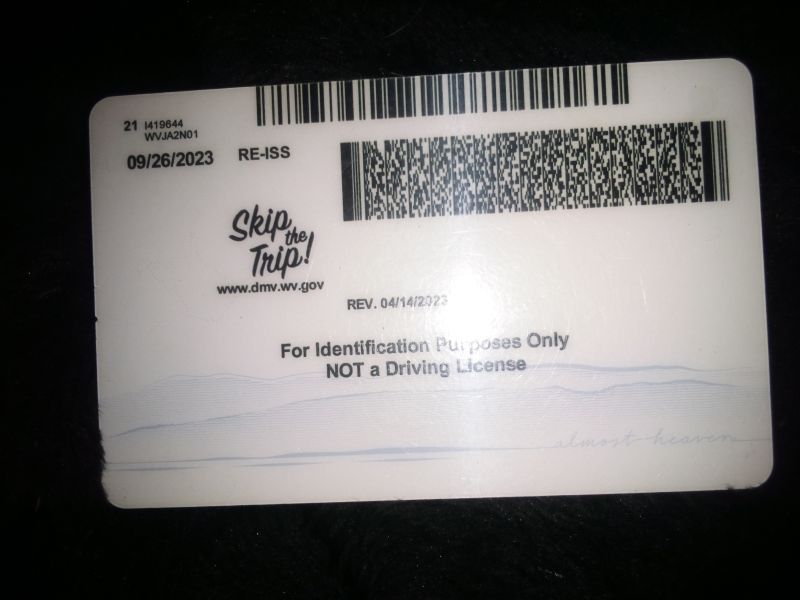 21 I419644
WVJA2N01
09/26/2023 RE-ISS
Skip
the
Trip!
www.dmv.wv.gov
REV. 04/14/2023
For Identification Purposes Only
NOT a Driving License
almost heaven